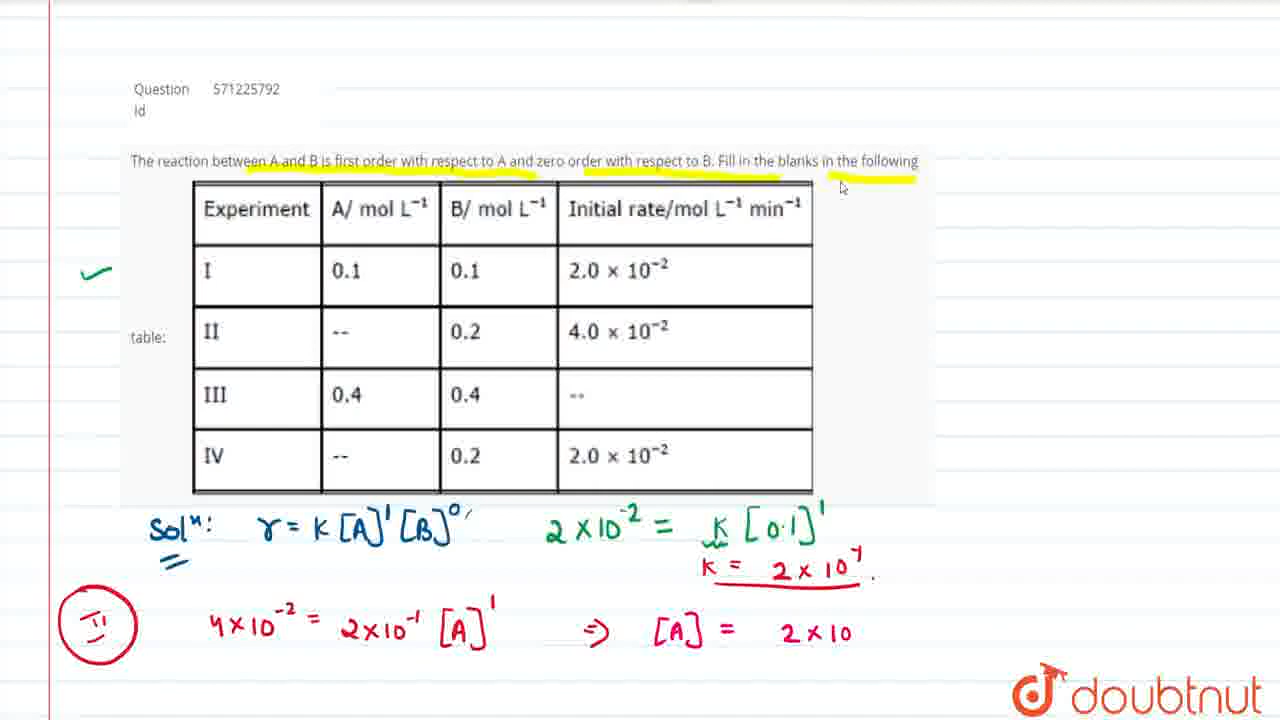 Question 571225792
Id
The reaction between A and B is first order with respect to A and zero order with respect to B. Fill in the blanks in the following
Experiment A/ mol L⁻¹ B/ mol L⁻¹ Initial rate/mol L⁻¹ min⁻¹
I 0.1 0.1 2.0 × 10⁻²
table: II -- 0.2 4.0 × 10⁻²
III 0.4 0.4 --
IV -- 0.2 2.0 × 10⁻²
Solⁿ: r = K [A]¹ [B]⁰, 2 × 10⁻² = K [0.1]¹
K = 2 × 10⁻¹.
II 4 × 10⁻² = 2 × 10⁻¹ [A]¹ ⇒ [A] = 2 × 10
doubtnut